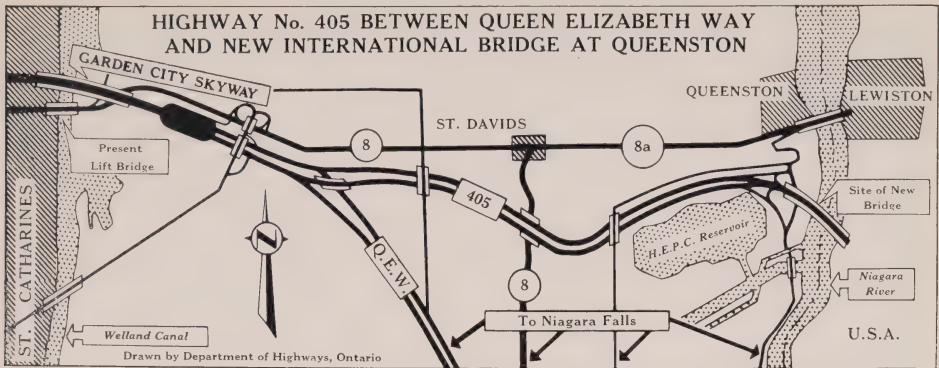 HIGHWAY No. 405 BETWEEN QUEEN ELIZABETH WAY
AND NEW INTERNATIONAL BRIDGE AT QUEENSTON
GARDEN CITY SKYWAY
QUEENSTON
LEWISTON
ST. DAVIDS
8
8a
Present
Lift Bridge
405
Site of New
Bridge
H.E.P.C. Reservoir
ST. CATHARINES
N
Q.E.W.
8
Niagara
River
To Niagara Falls
Welland Canal
U.S.A.
Drawn by Department of Highways, Ontario